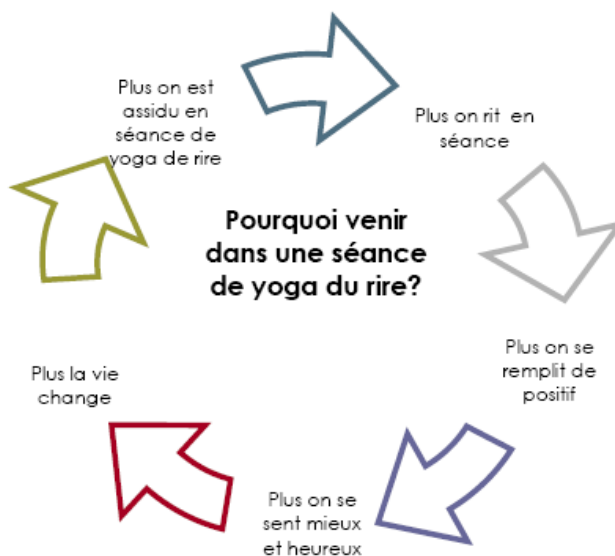 Plus on est
assidu en
séance de
yoga de rire
Plus on rit en
séance
Pourquoi venir
dans une séance
de yoga du rire?
Plus on se
remplit de
positif
Plus on se
sent mieux
et heureux
Plus la vie
change